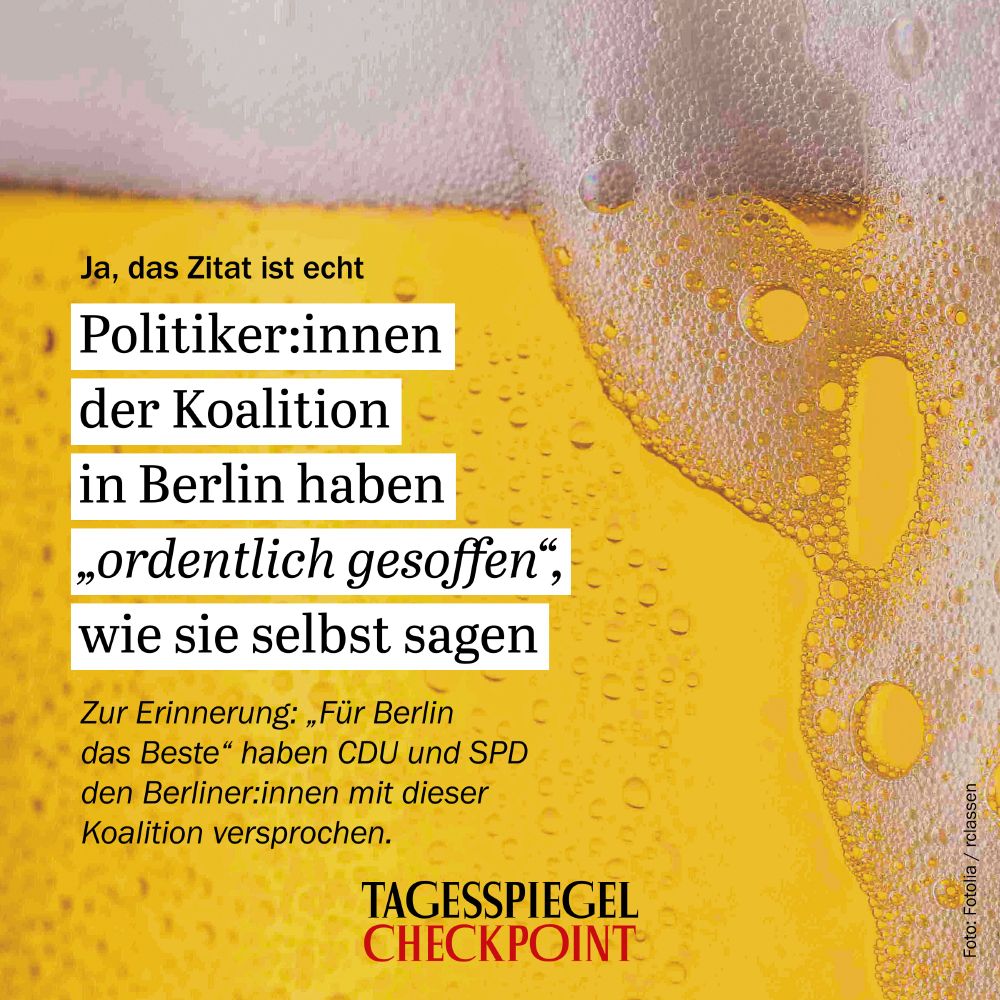 Ja, das Zitat ist echt
Politiker:innen
der Koalition
in Berlin haben
„ordentlich gesoffen“,
wie sie selbst sagen
Zur Erinnerung: „Für Berlin
das Beste“ haben CDU und SPD
den Berliner:innen mit dieser
Koalition versprochen.
TAGESSPIEGEL
CHECKPOINT
Foto: Fotolia / rclassen